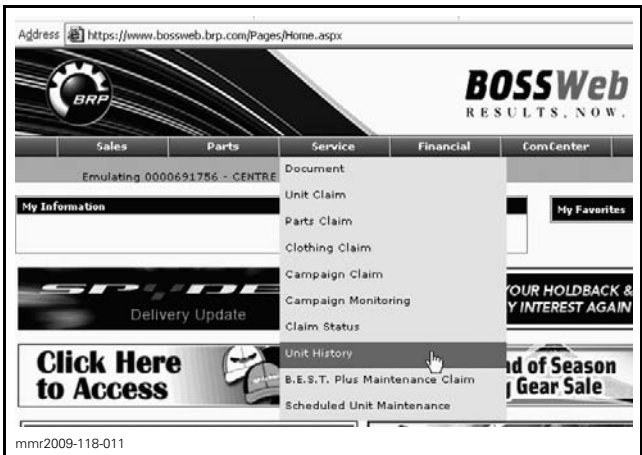 Address https://www.bossweb.brp.com/Pages/Home.aspx
BRP
BOSSWeb
RESULTS, NOW.
Sales Parts Service Financial ComCenter
Emulating 0000691756 - CENTRE
Document
Unit Claim
Parts Claim
Clothing Claim
Campaign Claim
Campaign Monitoring
Claim Status
Unit History
B.E.S.T. Plus Maintenance Claim
Scheduled Unit Maintenance
My Information
My Favorites
Delivery Update
OUR HOLDBACK &
Y INTEREST AGAIN
Click Here
to Access
nd of Season
Gear Sale
mmr2009-118-011